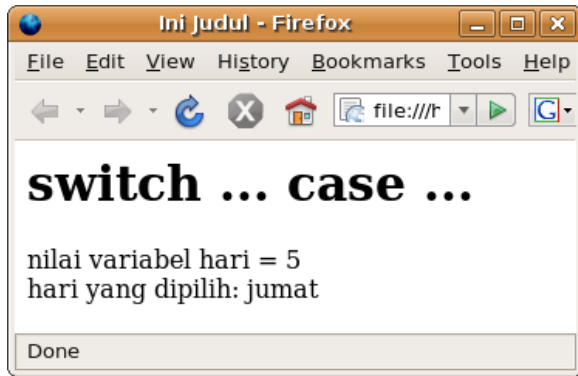 Ini Judul - Firefox
File Edit View History Bookmarks Tools Help
file:///h G
switch ... case ...
nilai variabel hari = 5
hari yang dipilih: jumat
Done